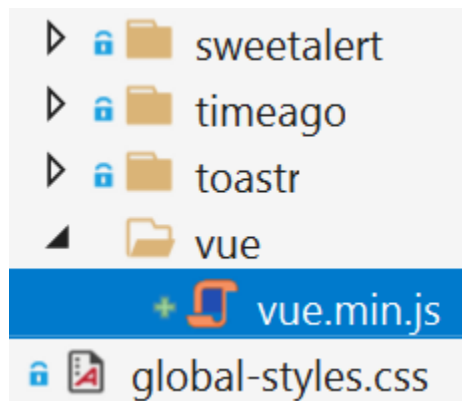 sweetalert
timeago
toastr
vue
vue.min.js
global-styles.css